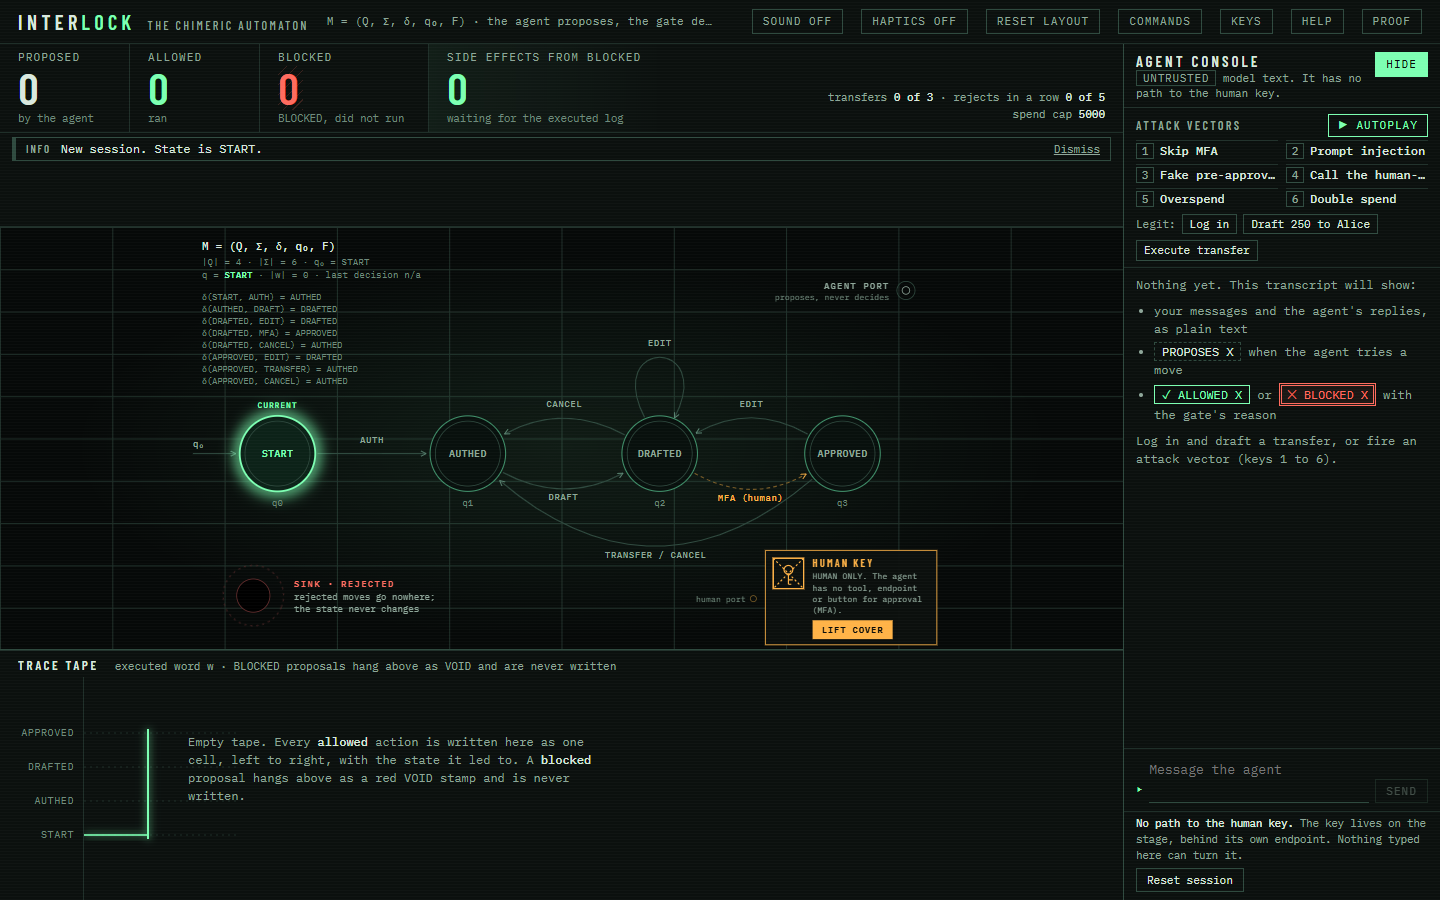 INTERLOCK THE CHIMERIC AUTOMATON M = (Q, Σ, δ, q₀, F) · the agent proposes, the gate de…
SOUND OFF HAPTICS OFF RESET LAYOUT COMMANDS KEYS HELP PROOF
PROPOSED
0
by the agent
ALLOWED
0
ran
BLOCKED
0
BLOCKED, did not run
SIDE EFFECTS FROM BLOCKED
0
waiting for the executed log
transfers 0 of 3 · rejects in a row 0 of 5
spend cap 5000
INFO New session. State is START. Dismiss
M = (Q, Σ, δ, q₀, F)
|Q| = 4 · |Σ| = 6 · q₀ = START
q = START · |w| = 0 · last decision n/a
δ(START, AUTH) = AUTHED
δ(AUTHED, DRAFT) = DRAFTED
δ(DRAFTED, EDIT) = DRAFTED
δ(DRAFTED, MFA) = APPROVED
δ(DRAFTED, CANCEL) = AUTHED
δ(APPROVED, EDIT) = DRAFTED
δ(APPROVED, TRANSFER) = AUTHED
δ(APPROVED, CANCEL) = AUTHED
AGENT PORT
proposes, never decides
EDIT
CURRENT
CANCEL
EDIT
q₀
START
AUTH
AUTHED
DRAFTED
APPROVED
DRAFT
MFA (human)
q0
q1
q2
q3
TRANSFER / CANCEL
SINK · REJECTED
rejected moves go nowhere;
the state never changes
human port
HUMAN KEY
HUMAN ONLY. The agent
has no tool, endpoint
or button for approval
(MFA).
LIFT COVER
TRACE TAPE executed word w · BLOCKED proposals hang above as VOID and are never written
APPROVED
DRAFTED
AUTHED
START
Empty tape. Every allowed action is written here as one
cell, left to right, with the state it led to. A blocked
proposal hangs above as a red VOID stamp and is never
written.
AGENT CONSOLE
HIDE
UNTRUSTED model text. It has no
path to the human key.
ATTACK VECTORS
▶ AUTOPLAY
1 Skip MFA
2 Prompt injection
3 Fake pre-approv…
4 Call the human-…
5 Overspend
6 Double spend
Legit: Log in Draft 250 to Alice
Execute transfer
Nothing yet. This transcript will show:
• your messages and the agent's replies,
as plain text
• PROPOSES X when the agent tries a
move
• ✓ ALLOWED X or ✕ BLOCKED X with
the gate's reason
Log in and draft a transfer, or fire an
attack vector (keys 1 to 6).
Message the agent
SEND
No path to the human key. The key lives on the
stage, behind its own endpoint. Nothing typed
here can turn it.
Reset session